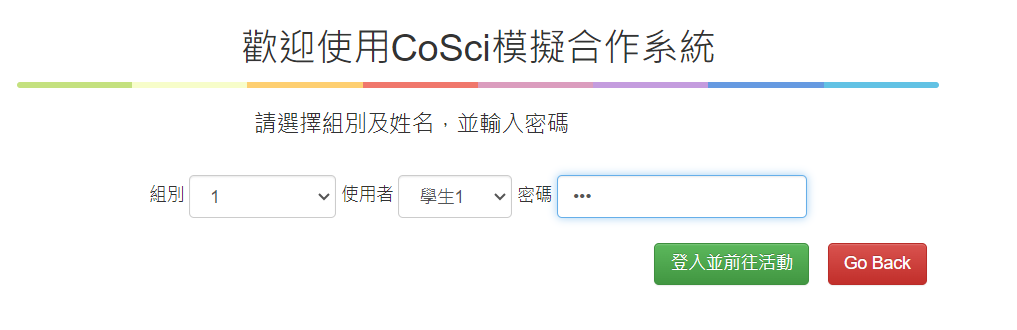 歡迎使用CoSci模擬合作系統
請選擇組別及姓名，並輸入密碼
組別 1 使用者 學生1 密碼 •••
登入並前往活動 Go Back